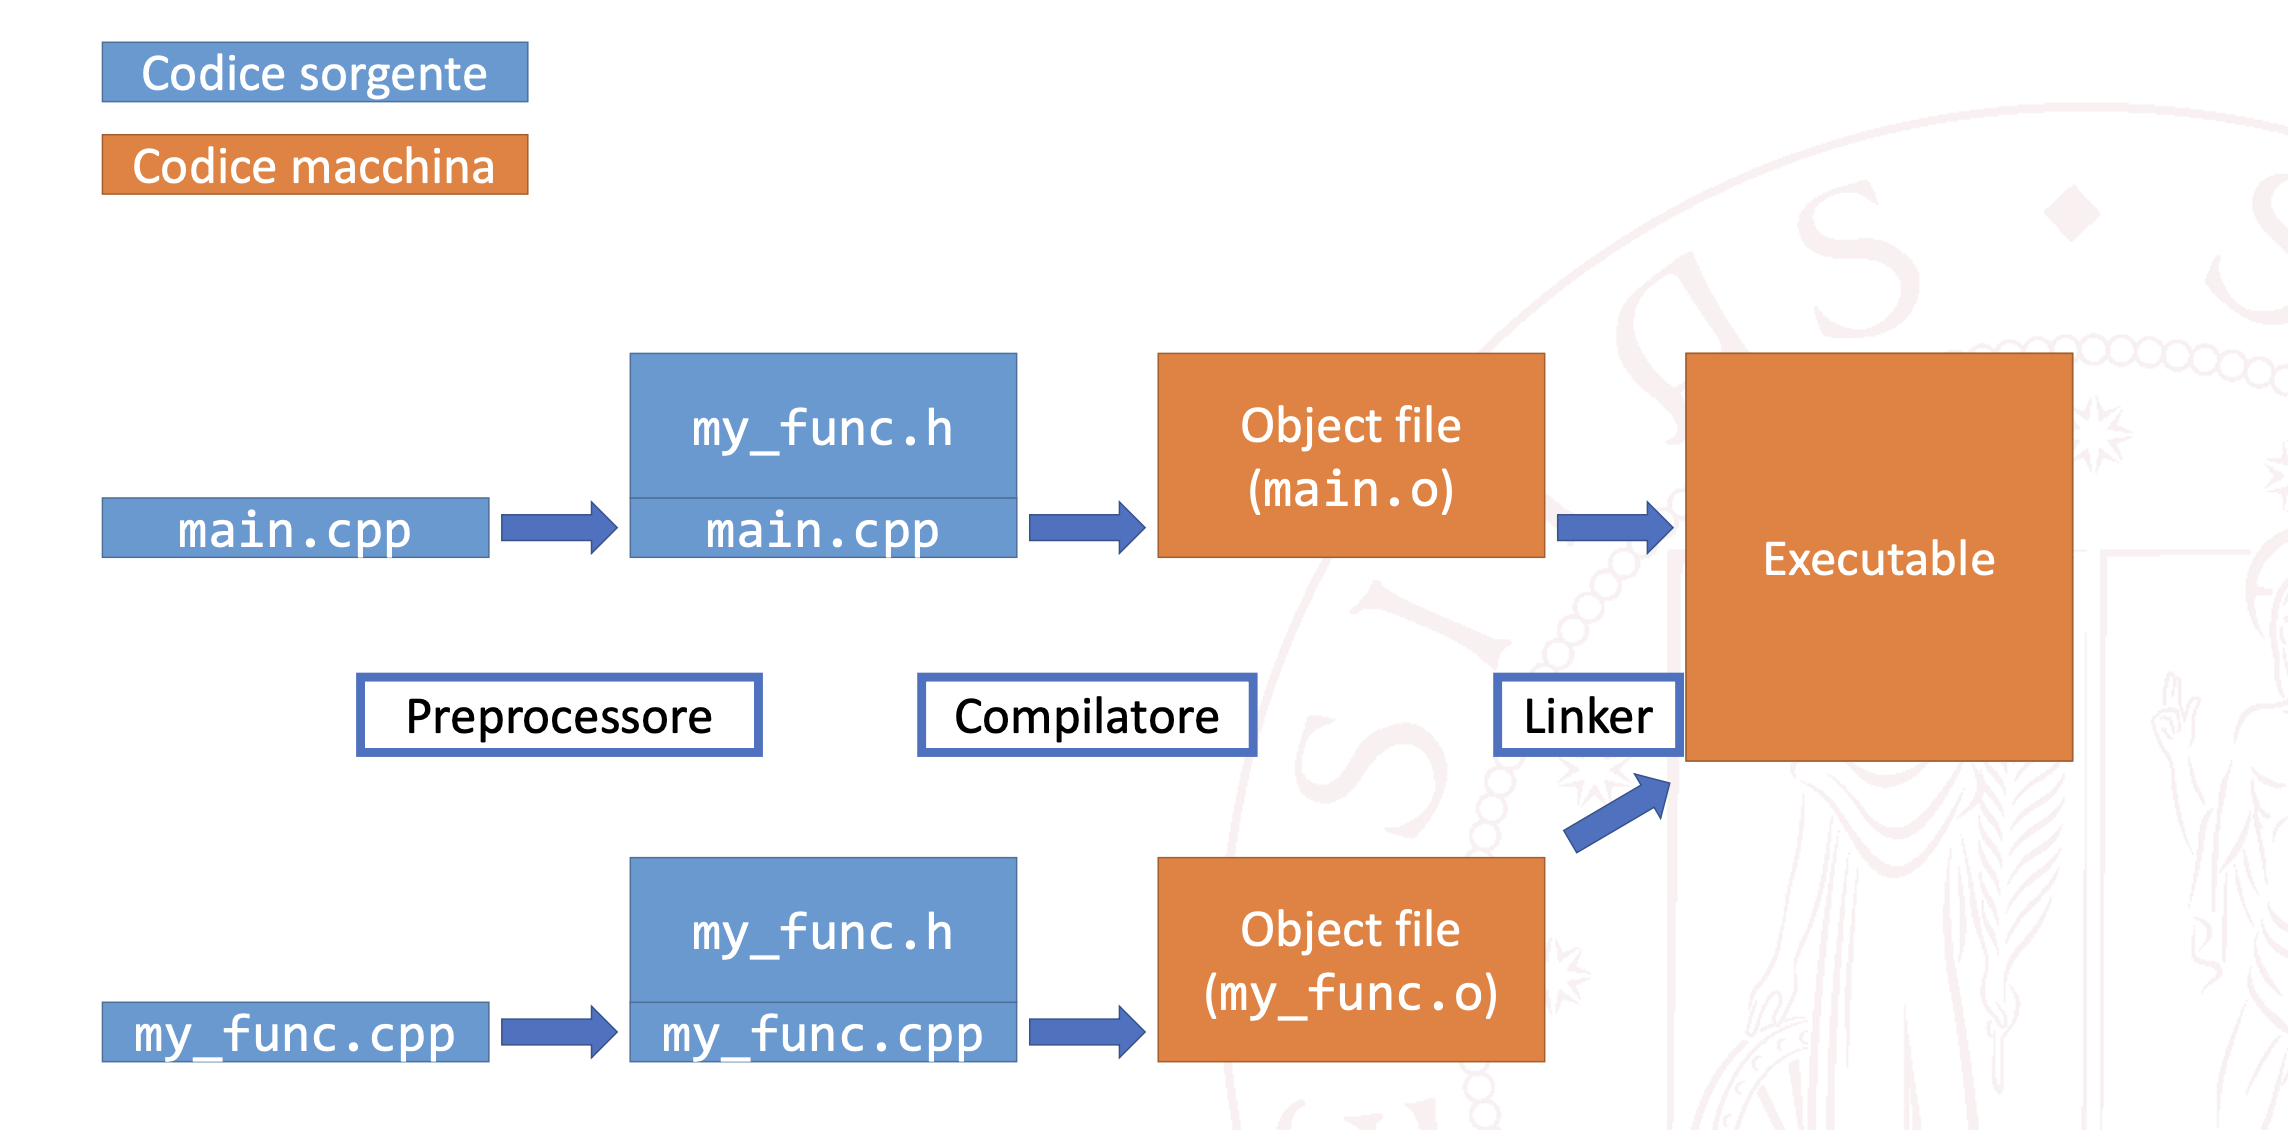 Codice sorgente
Codice macchina
my_func.h
main.cpp
main.cpp
Object file
(main.o)
Executable
Preprocessore
Compilatore
Linker
my_func.h
my_func.cpp
my_func.cpp
Object file
(my_func.o)